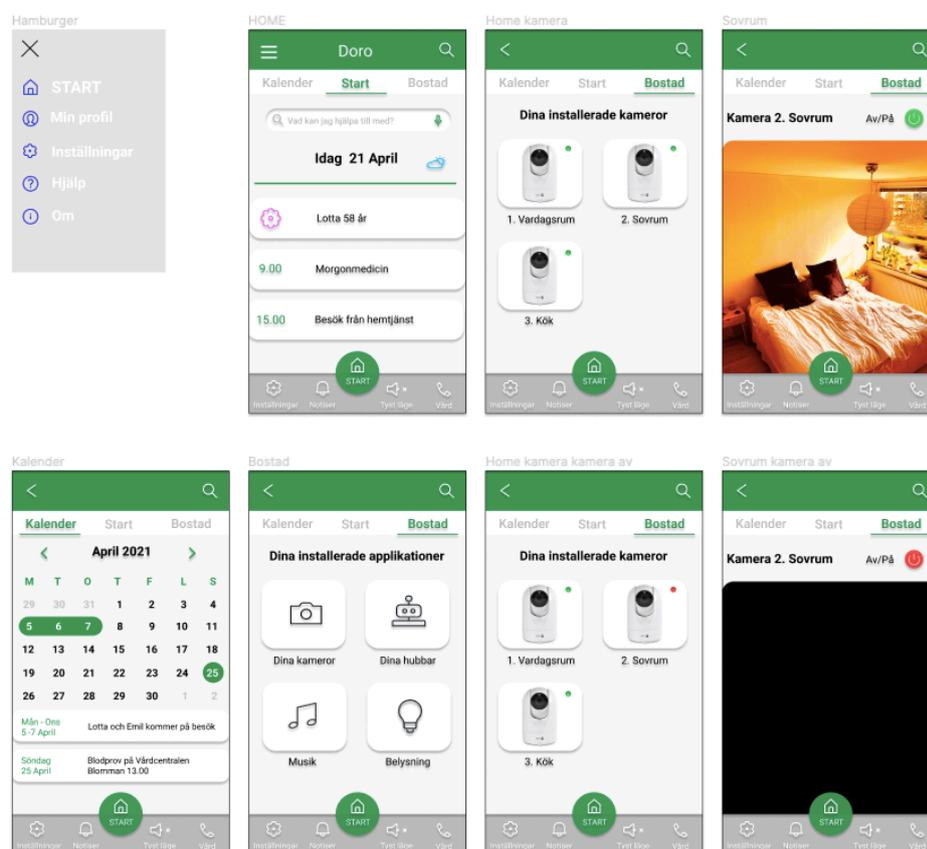 Hamburger
START
Min profil
Inställningar
Hjälp
Om
HOME
Doro
Kalender Start Bostad
Vad kan jag hjälpa till med?
Idag 21 April
Lotta 58 år
9.00 Morgonmedicin
15.00 Besök från hemtjänst
START
Inställningar Notiser Tyst läge Vård
Home kamera
Kalender Start Bostad
Dina installerade kameror
1. Vardagsrum 2. Sovrum
3. Kök
START
Inställningar Notiser Tyst läge Vård
Sovrum
Kalender Start Bostad
Kamera 2. Sovrum Av/På
START
Inställningar Notiser Tyst läge Vård
Kalender
Kalender Start Bostad
April 2021
M T O T F L S
29 30 31 1 2 3 4
5 6 7 8 9 10 11
12 13 14 15 16 17 18
19 20 21 22 23 24 25
26 27 28 29 30 1 2
Mån - Ons
5 -7 April
Lotta och Emil kommer på besök
Söndag
25 April
Blodprov på Vårdcentralen
Blomman 13.00
START
Inställningar Notiser Tyst läge Vård
Bostad
Kalender Start Bostad
Dina installerade applikationer
Dina kameror Dina hubbar
Musik Belysning
START
Inställningar Notiser Tyst läge Vård
Home kamera kamera av
Kalender Start Bostad
Dina installerade kameror
1. Vardagsrum 2. Sovrum
3. Kök
START
Inställningar Notiser Tyst läge Vård
Sovrum kamera av
Kalender Start Bostad
Kamera 2. Sovrum Av/På
START
Inställningar Notiser Tyst läge Vård